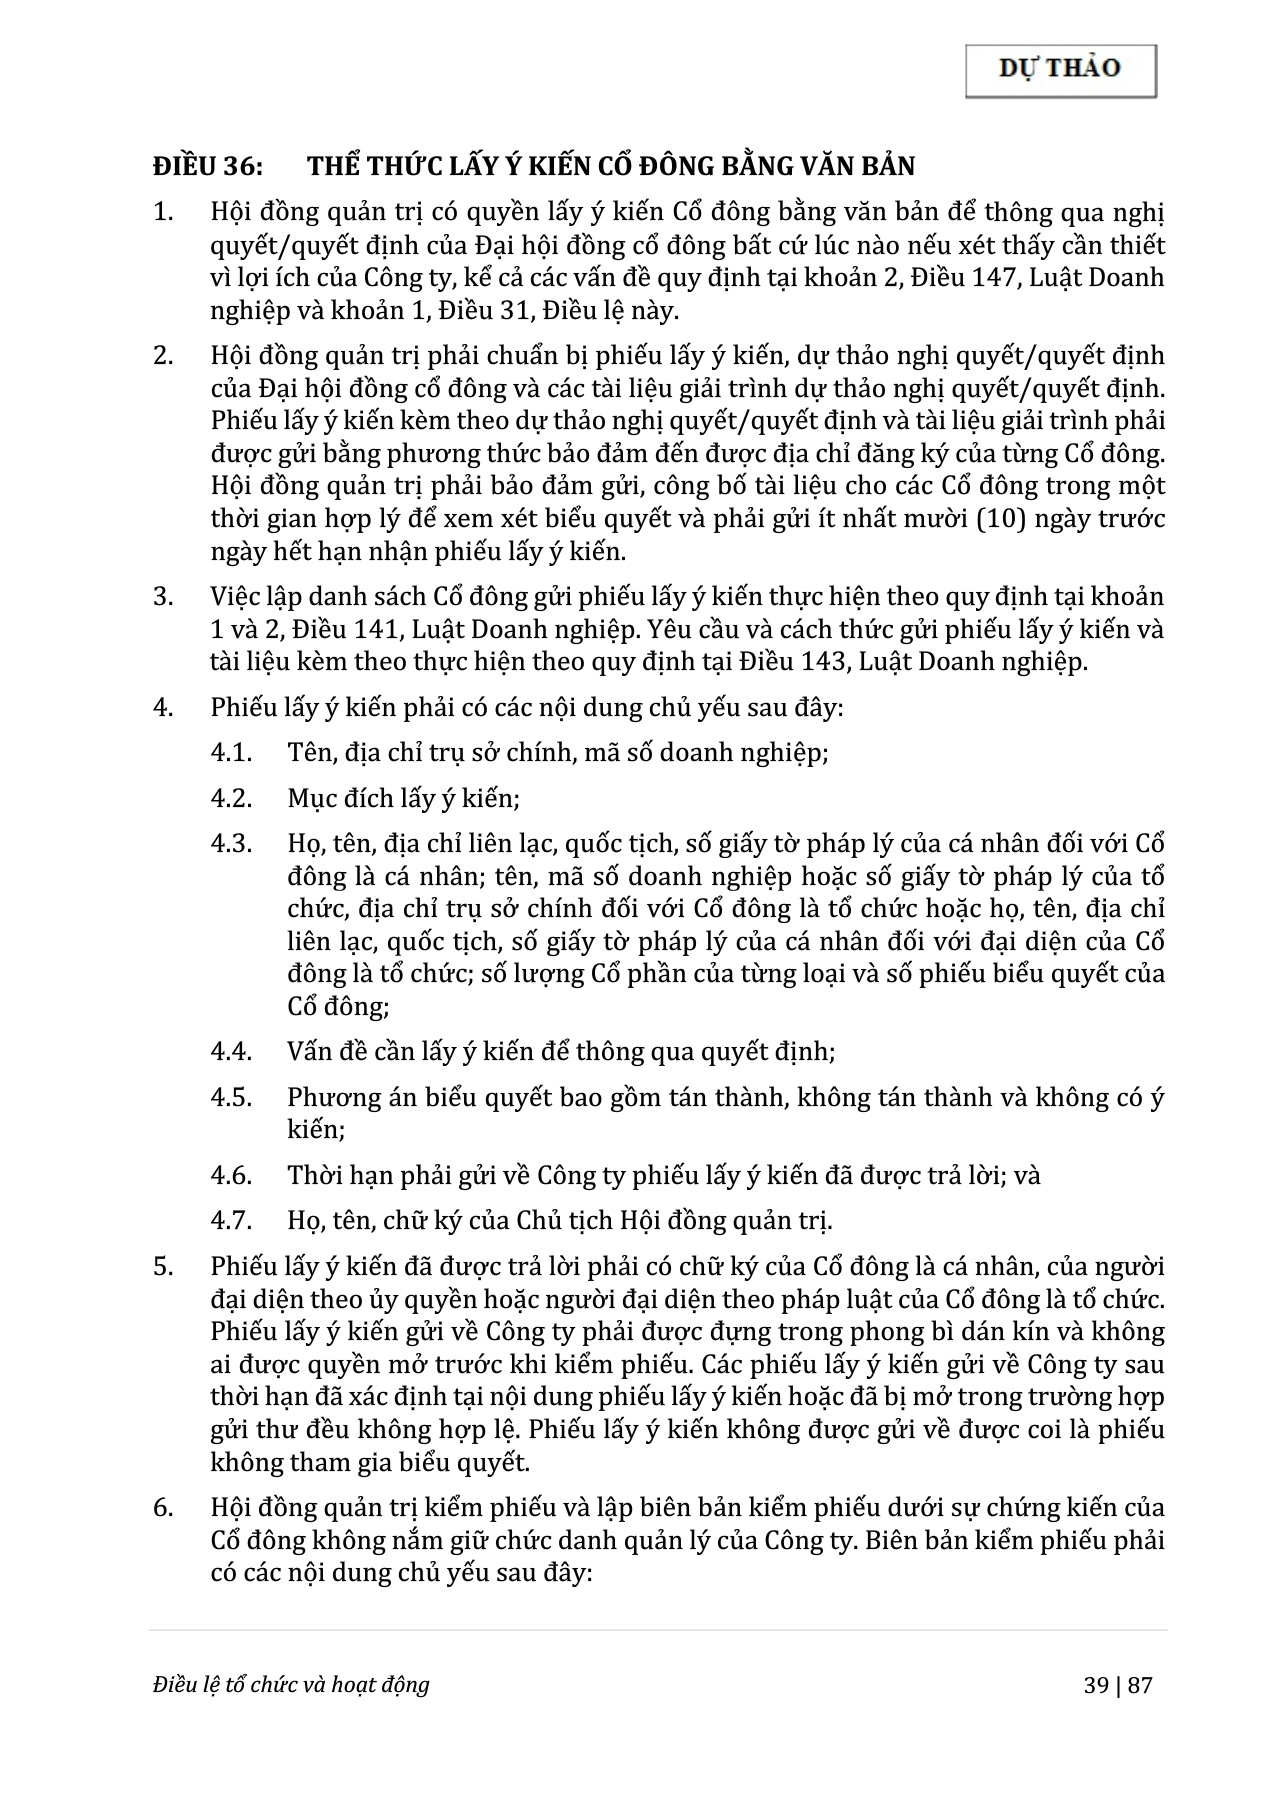 DỰ THẢO
ĐIỀU 36: THỂ THỨC LẤY Ý KIẾN CỔ ĐÔNG BẰNG VĂN BẢN
1. Hội đồng quản trị có quyền lấy ý kiến Cổ đông bằng văn bản để thông qua nghị
quyết/quyết định của Đại hội đồng cổ đông bất cứ lúc nào nếu xét thấy cần thiết
vì lợi ích của Công ty, kể cả các vấn đề quy định tại khoản 2, Điều 147, Luật Doanh
nghiệp và khoản 1, Điều 31, Điều lệ này.
2. Hội đồng quản trị phải chuẩn bị phiếu lấy ý kiến, dự thảo nghị quyết/quyết định
của Đại hội đồng cổ đông và các tài liệu giải trình dự thảo nghị quyết/quyết định.
Phiếu lấy ý kiến kèm theo dự thảo nghị quyết/quyết định và tài liệu giải trình phải
được gửi bằng phương thức bảo đảm đến được địa chỉ đăng ký của từng Cổ đông.
Hội đồng quản trị phải bảo đảm gửi, công bố tài liệu cho các Cổ đông trong một
thời gian hợp lý để xem xét biểu quyết và phải gửi ít nhất mười (10) ngày trước
ngày hết hạn nhận phiếu lấy ý kiến.
3. Việc lập danh sách Cổ đông gửi phiếu lấy ý kiến thực hiện theo quy định tại khoản
1 và 2, Điều 141, Luật Doanh nghiệp. Yêu cầu và cách thức gửi phiếu lấy ý kiến và
tài liệu kèm theo thực hiện theo quy định tại Điều 143, Luật Doanh nghiệp.
4. Phiếu lấy ý kiến phải có các nội dung chủ yếu sau đây:
4.1. Tên, địa chỉ trụ sở chính, mã số doanh nghiệp;
4.2. Mục đích lấy ý kiến;
4.3. Họ, tên, địa chỉ liên lạc, quốc tịch, số giấy tờ pháp lý của cá nhân đối với Cổ
đông là cá nhân; tên, mã số doanh nghiệp hoặc số giấy tờ pháp lý của tổ
chức, địa chỉ trụ sở chính đối với Cổ đông là tổ chức hoặc họ, tên, địa chỉ
liên lạc, quốc tịch, số giấy tờ pháp lý của cá nhân đối với đại diện của Cổ
đông là tổ chức; số lượng Cổ phần của từng loại và số phiếu biểu quyết của
Cổ đông;
4.4. Vấn đề cần lấy ý kiến để thông qua quyết định;
4.5. Phương án biểu quyết bao gồm tán thành, không tán thành và không có ý
kiến;
4.6. Thời hạn phải gửi về Công ty phiếu lấy ý kiến đã được trả lời; và
4.7. Họ, tên, chữ ký của Chủ tịch Hội đồng quản trị.
5. Phiếu lấy ý kiến đã được trả lời phải có chữ ký của Cổ đông là cá nhân, của người
đại diện theo ủy quyền hoặc người đại diện theo pháp luật của Cổ đông là tổ chức.
Phiếu lấy ý kiến gửi về Công ty phải được đựng trong phong bì dán kín và không
ai được quyền mở trước khi kiểm phiếu. Các phiếu lấy ý kiến gửi về Công ty sau
thời hạn đã xác định tại nội dung phiếu lấy ý kiến hoặc đã bị mở trong trường hợp
gửi thư đều không hợp lệ. Phiếu lấy ý kiến không được gửi về được coi là phiếu
không tham gia biểu quyết.
6. Hội đồng quản trị kiểm phiếu và lập biên bản kiểm phiếu dưới sự chứng kiến của
Cổ đông không nắm giữ chức danh quản lý của Công ty. Biên bản kiểm phiếu phải
có các nội dung chủ yếu sau đây:
Điều lệ tổ chức và hoạt động 39 | 87